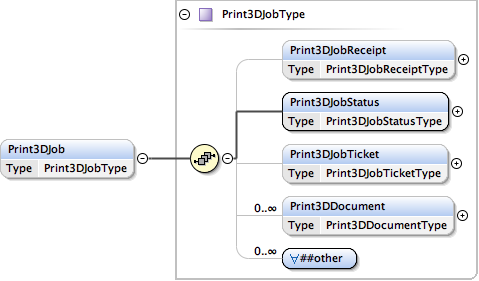 Print3DJobType
Print3DJobReceipt
Type Print3DJobReceiptType
Print3DJobStatus
Type Print3DJobStatusType
Print3DJob
Type Print3DJobType
Print3DJobTicket
Type Print3DJobTicketType
0..∞
Print3DDocument
Type Print3DDocumentType
0..∞
∀##other